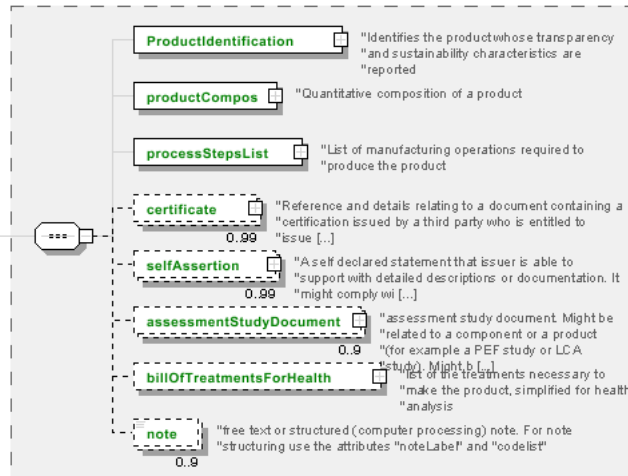 ProductIdentification
"Identifies the product whose transparency
"and sustainability characteristics are
"reported
productCompos
"Quantitative composition of a product
processStepsList
"List of manufacturing operations required to
"produce the product
certificate
0..99
"Reference and details relating to a document containing a
"certification issued by a third party who is entitled to
"issue [...]
selfAssertion
0..99
"A self declared statement that issuer is able to
"support with detailed descriptions or documentation. It
"might comply wi [...]
assessmentStudyDocument
0..9
"assessment study document. Might be
"related to a component or a product
"(for example a PEF study or LCA
"study). Might b [...]
billOfTreatmentsForHealth
"list of the treatments necessary to
"make the product, simplified for health
"analysis
note
0..9
"free text or structured (computer processing) note. For note
"structuring use the attributes "noteLabel" and "codelist"